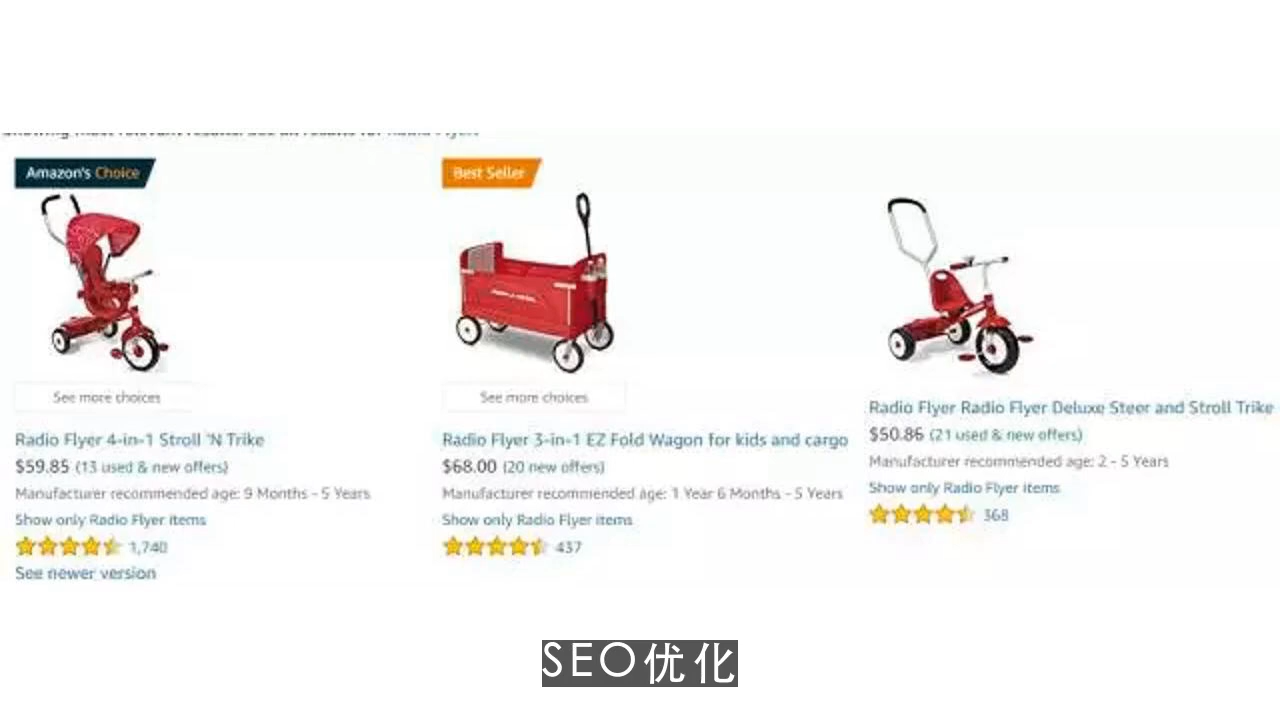 Amazon's Choice
See more choices
Radio Flyer 4-in-1 Stroll 'N Trike
$59.85 (13 used & new offers)
Manufacturer recommended age: 9 Months - 5 Years
Show only Radio Flyer items
1,740
See newer version
Best Seller
See more choices
Radio Flyer 3-in-1 EZ Fold Wagon for kids and cargo
$68.00 (20 new offers)
Manufacturer recommended age: 1 Year 6 Months - 5 Years
Show only Radio Flyer items
437
Radio Flyer Radio Flyer Deluxe Steer and Stroll Trike
$50.86 (21 used & new offers)
Manufacturer recommended age: 2 - 5 Years
Show only Radio Flyer items
368
SEO优化